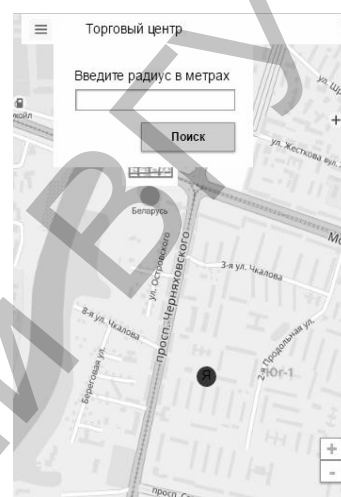 Торговый центр
Введите радиус в метрах
Поиск
ул. Жесткова вул.
Беларусь
3-я ул. Чкалова
ул. Островского
просп. Черняховского
8-я ул. Чкалова
Береговая ул.
2-я Продольная ул.
Я
Юг-1
+
-